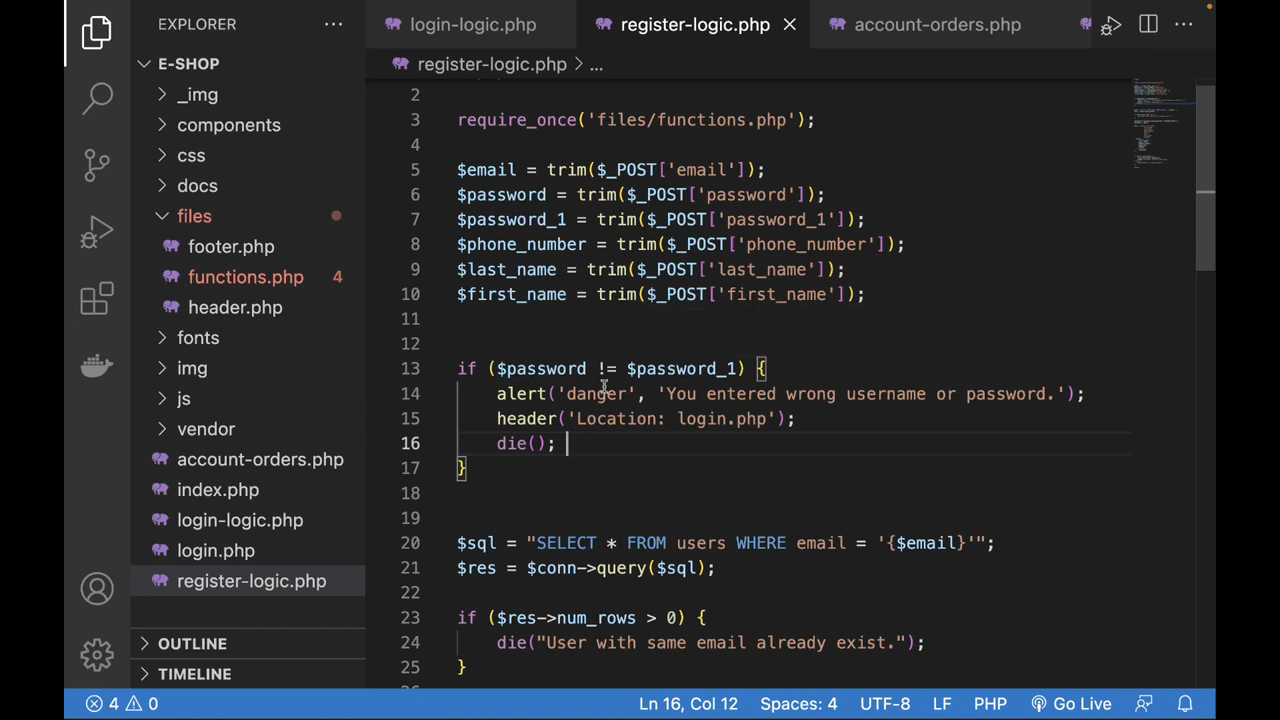 EXPLORER
login-logic.php
register-logic.php
account-orders.php
E-SHOP
register-logic.php > ...
_img
components
css
docs
files
footer.php
functions.php 4
header.php
fonts
img
js
vendor
account-orders.php
index.php
login-logic.php
login.php
register-logic.php
OUTLINE
TIMELINE
2
3 require_once('files/functions.php');
4
5 $email = trim($_POST['email']);
6 $password = trim($_POST['password']);
7 $password_1 = trim($_POST['password_1']);
8 $phone_number = trim($_POST['phone_number']);
9 $last_name = trim($_POST['last_name']);
10 $first_name = trim($_POST['first_name']);
11
12
13 if ($password != $password_1) {
14 alert('danger', 'You entered wrong username or password.');
15 header('Location: login.php');
16 die();
17 }
18
19
20 $sql = "SELECT * FROM users WHERE email = '{$email}'";
21 $res = $conn->query($sql);
22
23 if ($res->num_rows > 0) {
24 die("User with same email already exist.");
25 }
4 0 Ln 16, Col 12 Spaces: 4 UTF-8 LF PHP Go Live